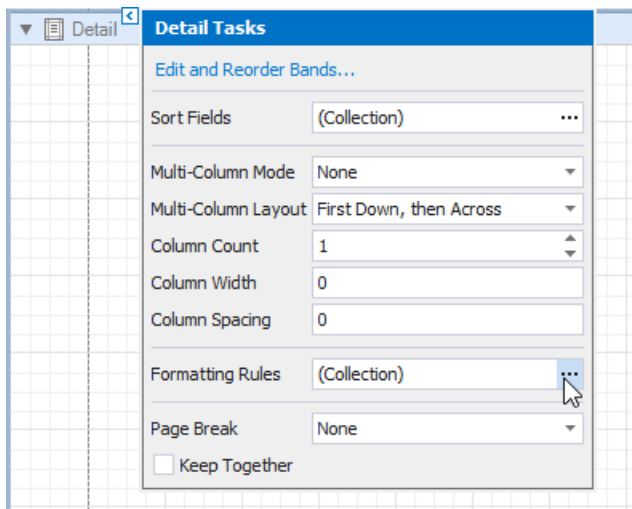 Detail
Detail Tasks
Edit and Reorder Bands...
Sort Fields (Collection) ...
Multi-Column Mode None
Multi-Column Layout First Down, then Across
Column Count 1
Column Width 0
Column Spacing 0
Formatting Rules (Collection) ...
Page Break None
Keep Together